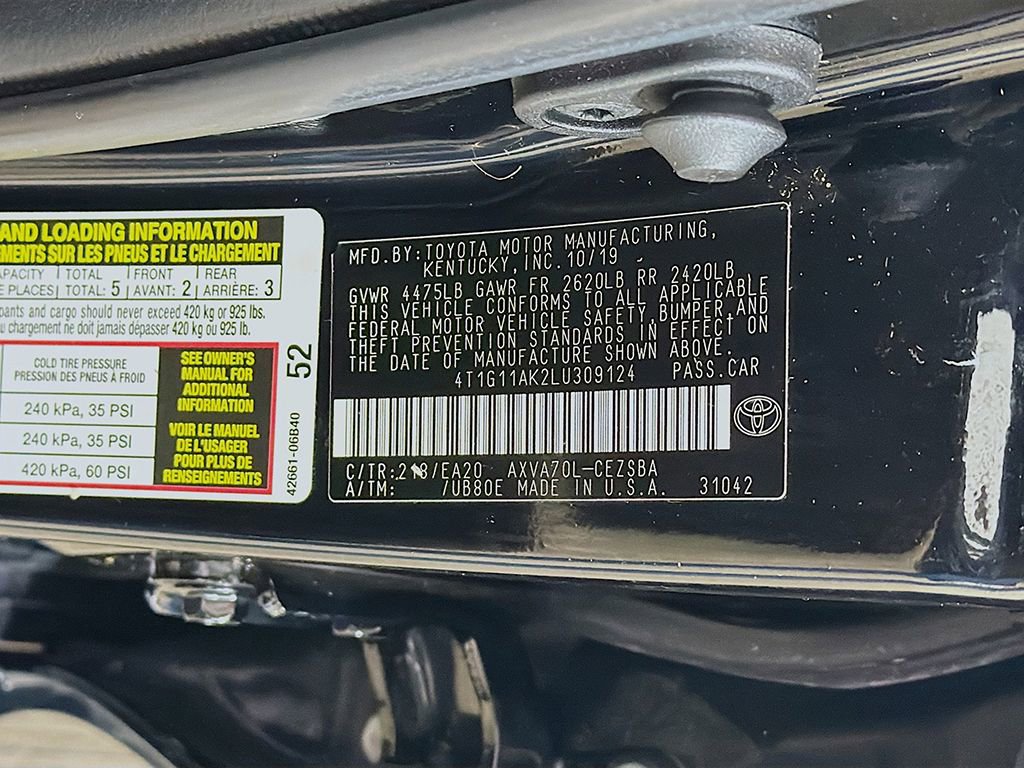 AND LOADING INFORMATION
EMENTS SUR LES PNEUS ET LE CHARGEMENT
APACITY TOTAL FRONT REAR
E PLACES TOTAL: 5 AVANT: 2 ARRIÈRE: 3
pants and cargo should never exceed 420 kg or 925 lbs.
u chargement ne doit jamais dépasser 420 kg ou 925 lb.
COLD TIRE PRESSURE
PRESSION DES PNEUS À FROID
240 kPa, 35 PSI
240 kPa, 35 PSI
420 kPa, 60 PSI
SEE OWNER'S
MANUAL FOR
ADDITIONAL
INFORMATION
VOIR LE MANUEL
DE L'USAGER
POUR PLUS DE
RENSEIGNEMENTS
52
42661-06B40
MFD.BY:TOYOTA MOTOR MANUFACTURING,
KENTUCKY, INC. 10/19
GVWR 4475LB GAWR FR 2620LB RR 2420LB
THIS VEHICLE CONFORMS TO ALL APPLICABLE
FEDERAL MOTOR VEHICLE SAFETY,BUMPER,AND
THEFT PREVENTION STANDARDS IN EFFECT ON
THE DATE OF MANUFACTURE SHOWN ABOVE.
4T1G11AK2LU309124 PASS.CAR
C/TR:218/EA20 AXVA70L-CEZSBA
A/TM: /UB80E MADE IN U.S.A. 31042